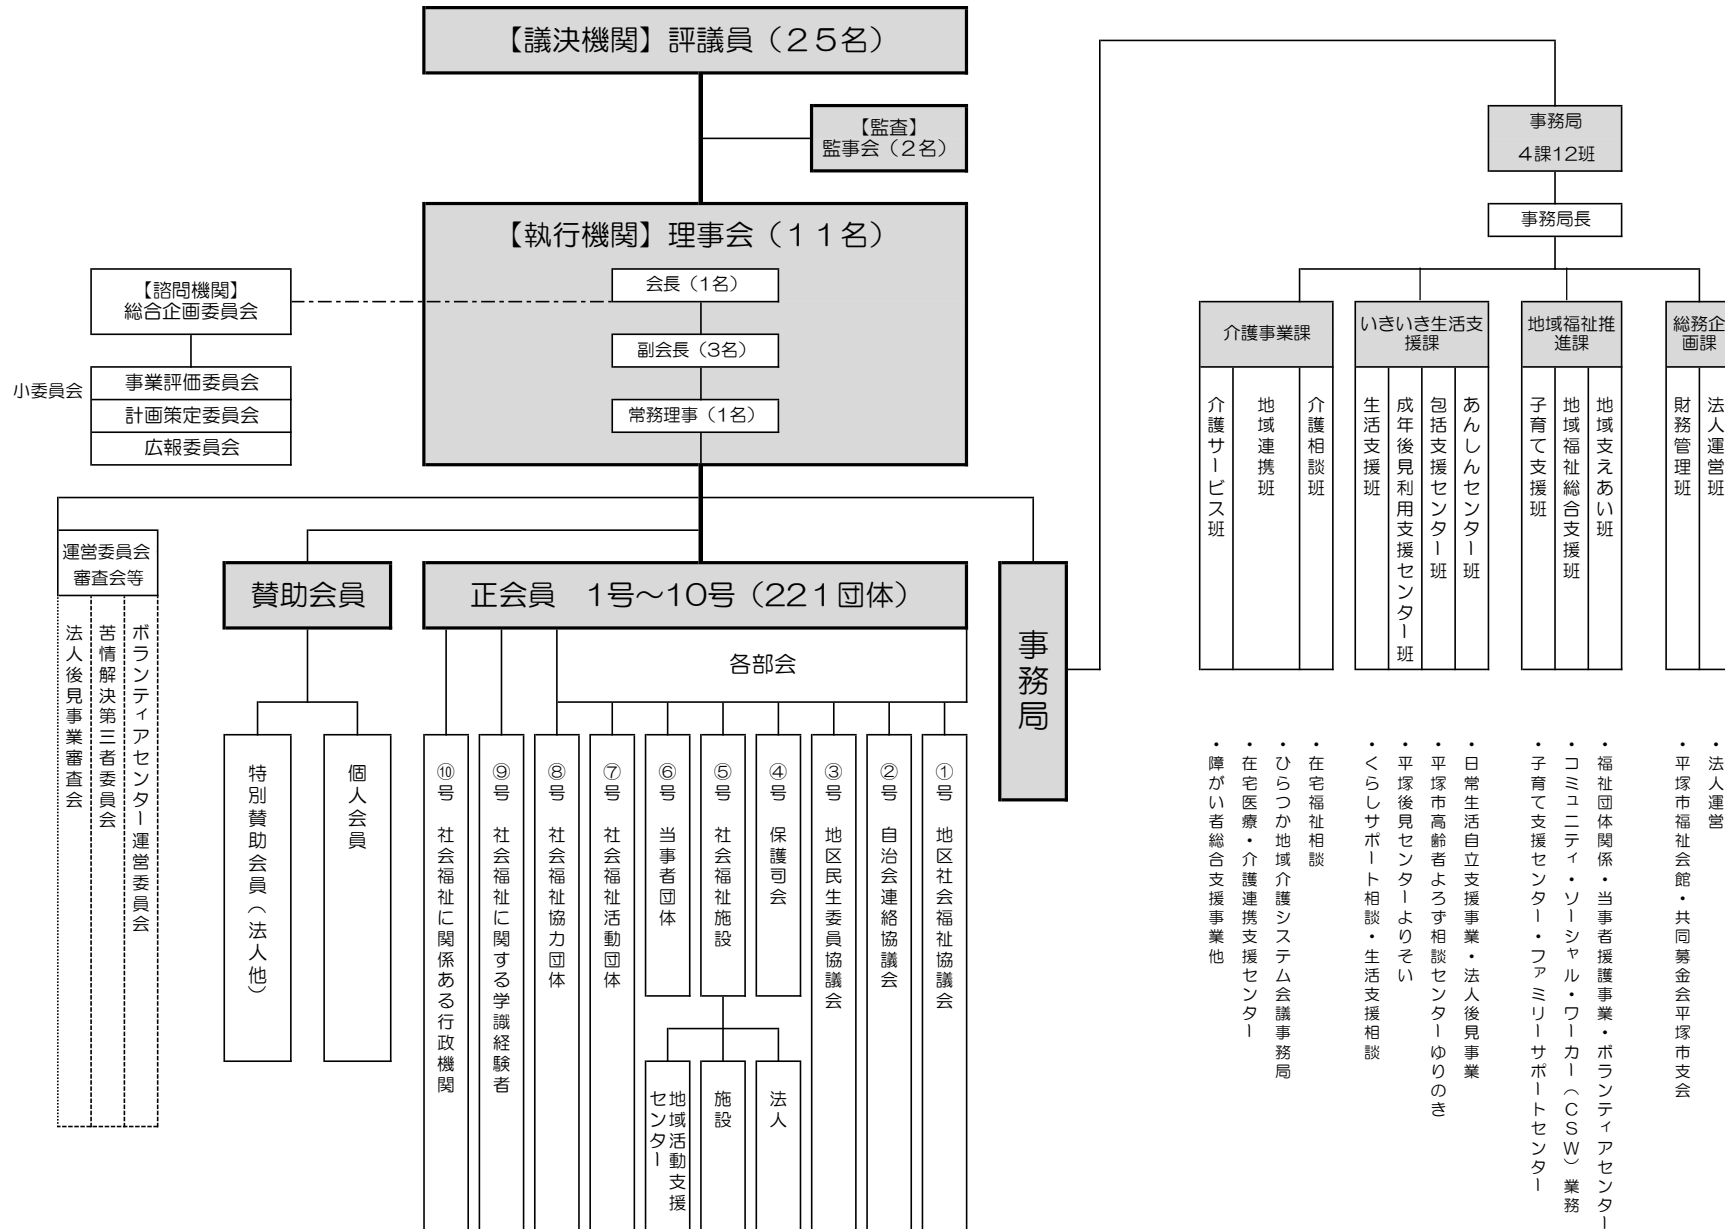 【議決機関】評議員（２５名）
【監査】
監事会（２名）
【執行機関】理事会（１１名）
会長（1名）
副会長（3名）
常務理事（1名）
【諮問機関】
総合企画委員会
小委員会
事業評価委員会
計画策定委員会
広報委員会
運営委員会
審査会等
法人後見事業審査会
苦情解決第三者委員会
ボランティアセンター運営委員会
賛助会員
特別賛助会員（法人他）
個人会員
正会員　1号～10号（221団体）
各部会
⑩号　社会福祉に関係ある行政機関
⑨号　社会福祉に関する学識経験者
⑧号　社会福祉協力団体
⑦号　社会福祉活動団体
⑥号　当事者団体
⑤号　社会福祉施設
④号　保護司会
③号　地区民生委員協議会
②号　自治会連絡協議会
①号　地区社会福祉協議会
地域活動支援
センター
施設
法人
事務局
事務局
４課12班
事務局長
介護事業課
介護サービス班
地域連携班
介護相談班
いきいき生活支
援課
生活支援班
成年後見利用支援センター班
包括支援センター班
あんしんセンター班
地域福祉推
進課
子育て支援班
地域福祉総合支援班
地域支えあい班
総務企
画課
財務管理班
法人運営班
・障がい者総合支援事業他
・在宅医療・介護連携支援センター
・ひらつか地域介護システム会議事務局
・在宅福祉相談
・くらしサポート相談・生活支援相談
・平塚後見センターよりそい
・平塚市高齢者よろず相談センターゆりのき
・日常生活自立支援事業・法人後見事業
・子育て支援センター・ファミリーサポートセンター
・コミュニティ・ソーシャル・ワーカー（CSW）業務
・福祉団体関係・当事者援護事業・ボランティアセンター
・平塚市福祉会館・共同募金会平塚市支会
・法人運営